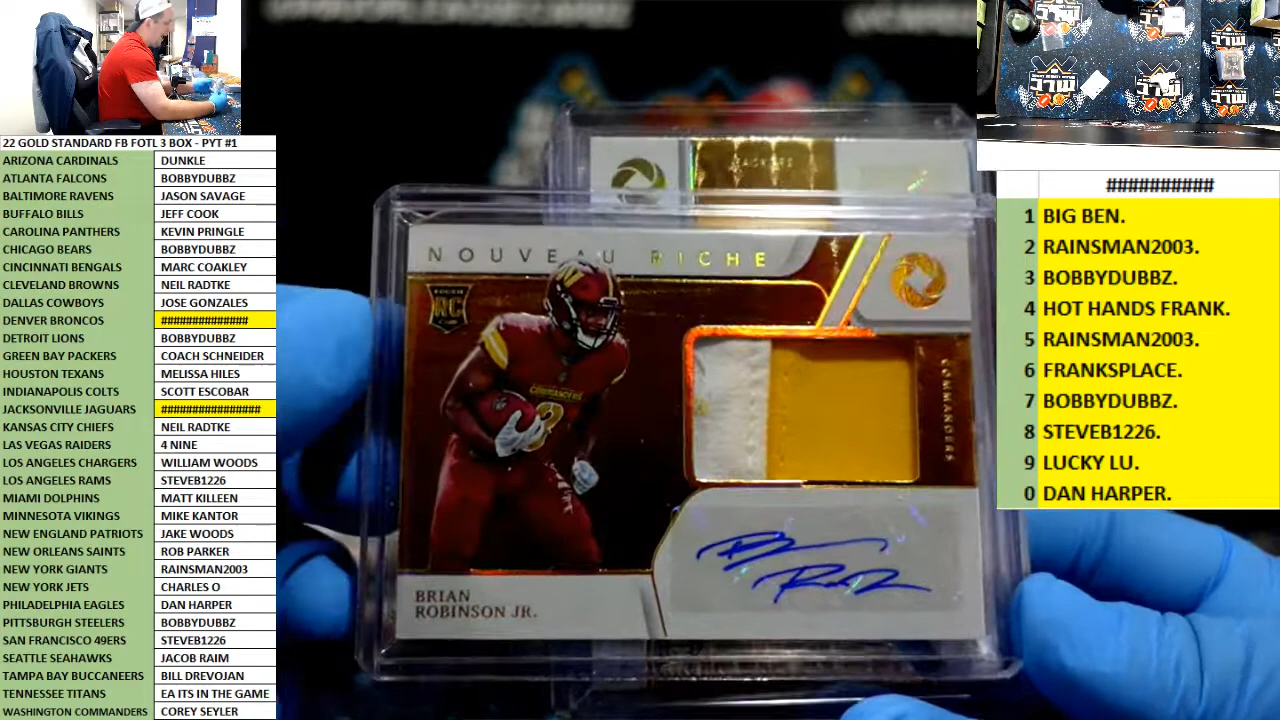 22 GOLD STANDARD FB FOTL 3 BOX - PYT #1
ARIZONA CARDINALS DUNKLE
ATLANTA FALCONS BOBBYDUBBZ
BALTIMORE RAVENS JASON SAVAGE
BUFFALO BILLS JEFF COOK
CAROLINA PANTHERS KEVIN PRINGLE
CHICAGO BEARS BOBBYDUBBZ
CINCINNATI BENGALS MARC COAKLEY
CLEVELAND BROWNS NEIL RADTKE
DALLAS COWBOYS JOSE GONZALES
DENVER BRONCOS ##############
DETROIT LIONS BOBBYDUBBZ
GREEN BAY PACKERS COACH SCHNEIDER
HOUSTON TEXANS MELISSA HILES
INDIANAPOLIS COLTS SCOTT ESCOBAR
JACKSONVILLE JAGUARS ################
KANSAS CITY CHIEFS NEIL RADTKE
LAS VEGAS RAIDERS 4 NINE
LOS ANGELES CHARGERS WILLIAM WOODS
LOS ANGELES RAMS STEVEB1226
MIAMI DOLPHINS MATT KILLEEN
MINNESOTA VIKINGS MIKE KANTOR
NEW ENGLAND PATRIOTS JAKE WOODS
NEW ORLEANS SAINTS ROB PARKER
NEW YORK GIANTS RAINSMAN2003
NEW YORK JETS CHARLES O
PHILADELPHIA EAGLES DAN HARPER
PITTSBURGH STEELERS BOBBYDUBBZ
SAN FRANCISCO 49ERS STEVEB1226
SEATTLE SEAHAWKS JACOB RAIM
TAMPA BAY BUCCANEERS BILL DREVOJAN
TENNESSEE TITANS EA ITS IN THE GAME
WASHINGTON COMMANDERS COREY SEYLER
NOUVEAU RICHE
RC
COMMANDERS
COMMANDERS
BRIAN
ROBINSON JR.
##########
1 BIG BEN.
2 RAINSMAN2003.
3 BOBBYDUBBZ.
4 HOT HANDS FRANK.
5 RAINSMAN2003.
6 FRANKSPLACE.
7 BOBBYDUBBZ.
8 STEVEB1226.
9 LUCKY LU.
0 DAN HARPER.